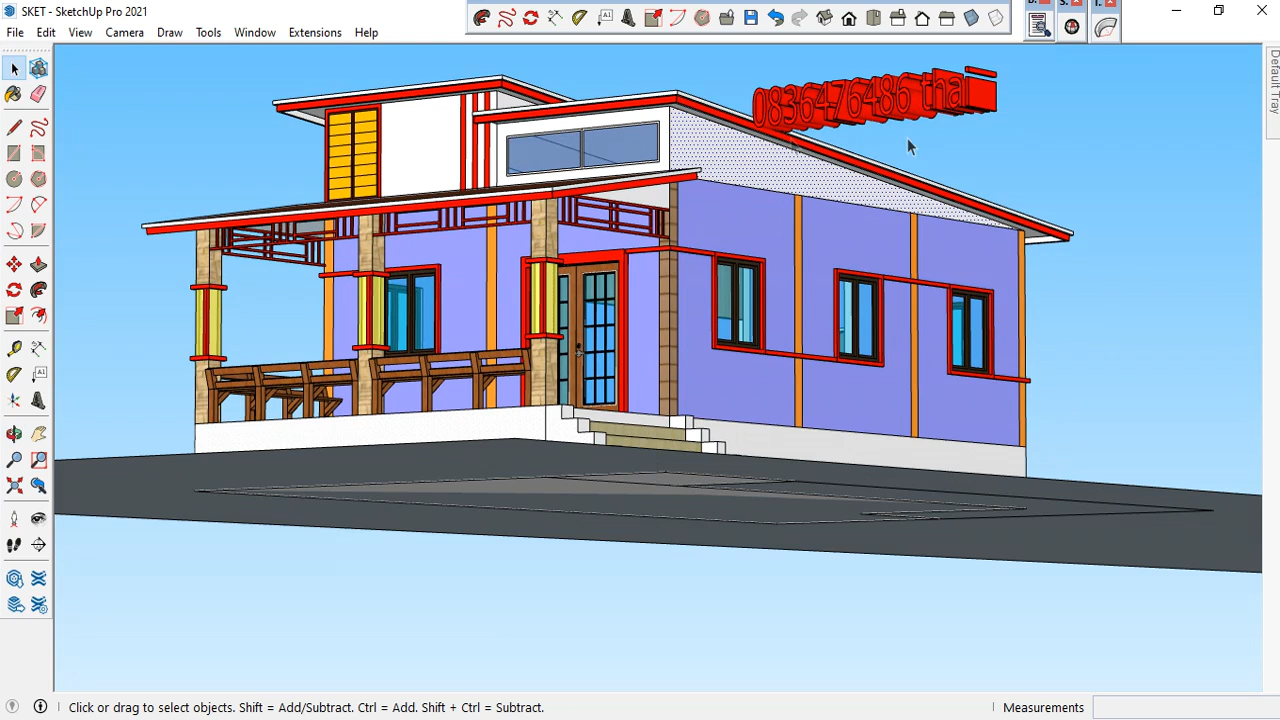 SKET - SketchUp Pro 2021
File Edit View Camera Draw Tools Window Extensions Help
Default Tray
0836476486 thai
Click or drag to select objects. Shift = Add/Subtract. Ctrl = Add. Shift + Ctrl = Subtract.
Measurements